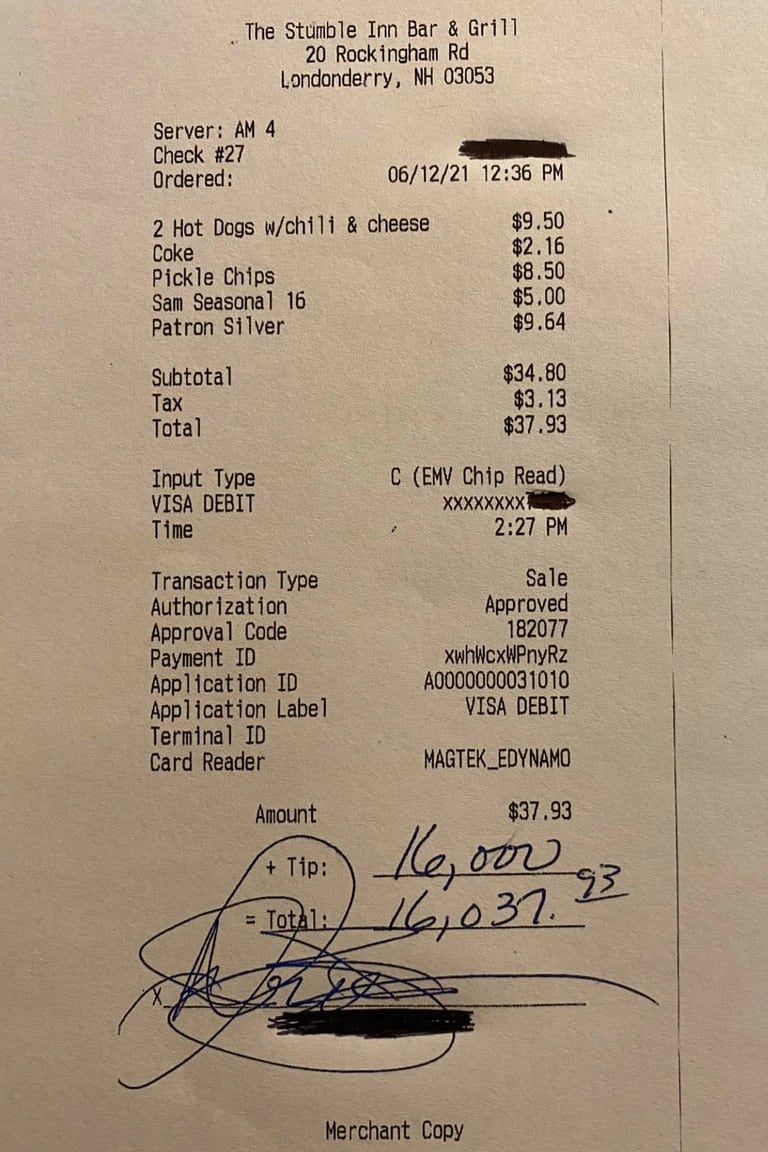 The Stumble Inn Bar & Grill
20 Rockingham Rd
Londonderry, NH 03053
Server: AM 4
Check #27
Ordered: 06/12/21 12:36 PM
2 Hot Dogs w/chili & cheese $9.50
Coke $2.16
Pickle Chips $8.50
Sam Seasonal 16 $5.00
Patron Silver $9.64
Subtotal $34.80
Tax $3.13
Total $37.93
Input Type C (EMV Chip Read)
VISA DEBIT xxxxxxxx
Time 2:27 PM
Transaction Type Sale
Authorization Approved
Approval Code 182077
Payment ID xwhWcxWPnyRz
Application ID A0000000031010
Application Label VISA DEBIT
Terminal ID
Card Reader MAGTEK_EDYNAMO
Amount $37.93
+ Tip: 16,000
= Total: 16,037.93
x
Merchant Copy